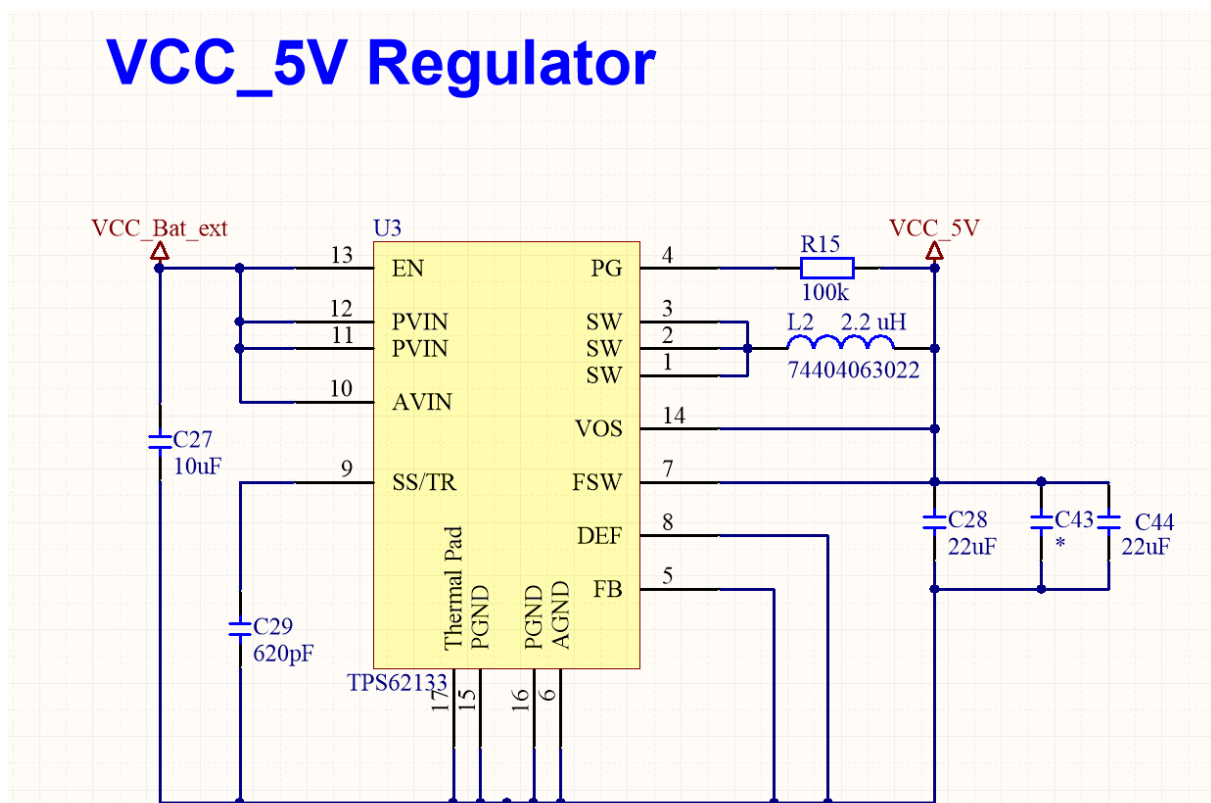 VCC_5V Regulator
VCC_Bat_ext
U3
VCC_5V
13
EN
PG
4
R15
100k
12
PVIN
SW
3
L2
2.2 uH
11
PVIN
SW
2
74404063022
SW
1
10
AVIN
VOS
14
C27
10uF
9
SS/TR
FSW
7
C28
22uF
C43
*
C44
22uF
DEF
8
FB
5
Thermal Pad
PGND
PGND
AGND
C29
620pF
TPS62133
17
15
16
6